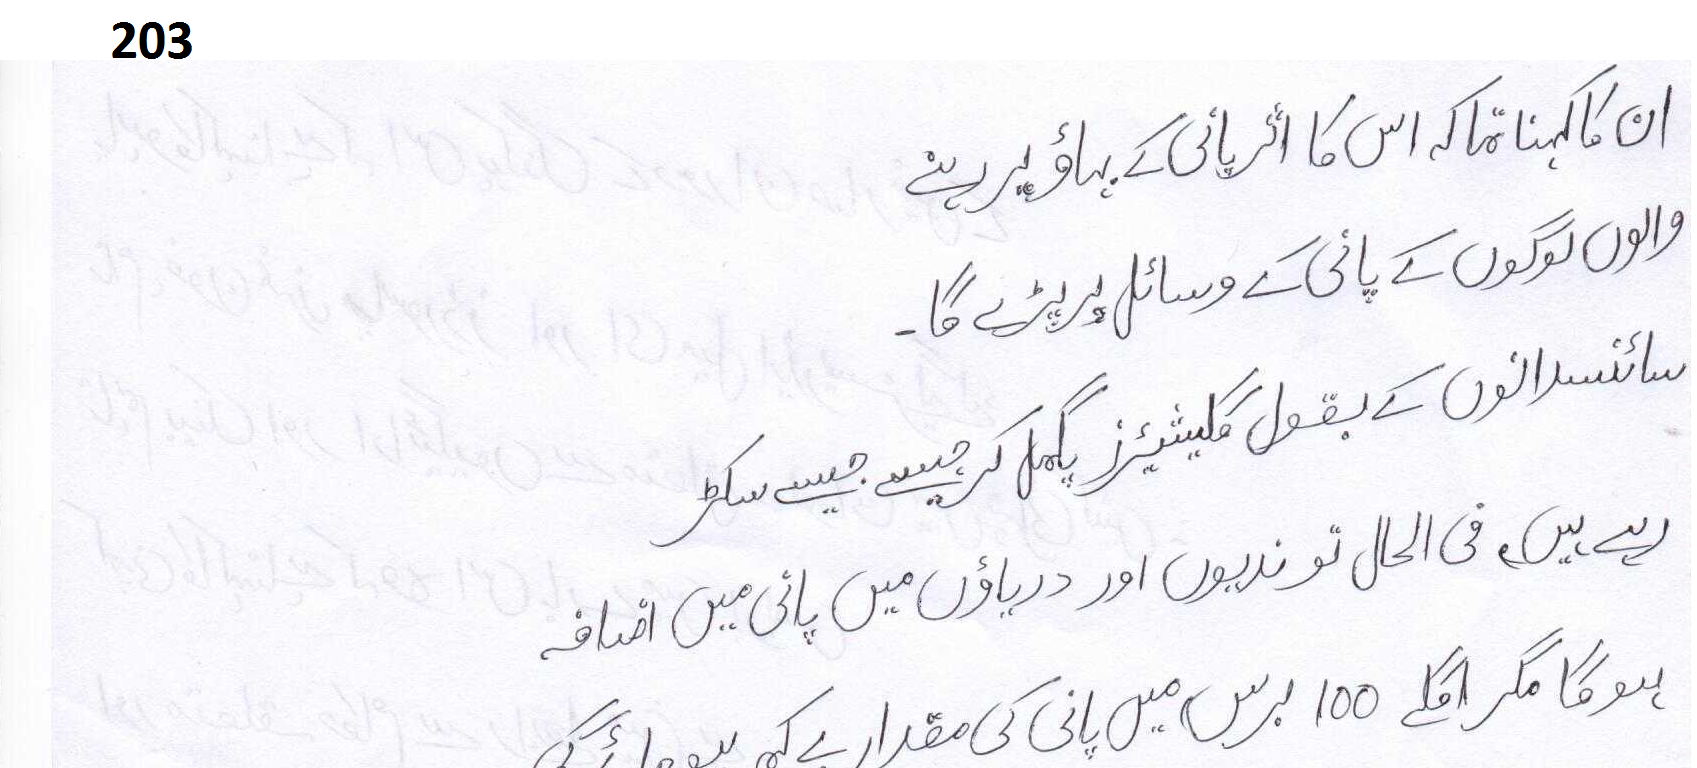 203
ان کا کہنا تھا کہ اس کا اثر پانی کے بہاؤ پر رہنے
والوں لوگوں کے پانی کے وسائل پر پڑے گا۔
سائنسدانوں کے بقول گلیشیئرز پگھل کر جیسے جیسے سکڑ
رہے ہیں، فی الحال تو ندیوں اور دریاؤں میں پانی میں اضافہ
ہو گا مگر اگلے 100 برس میں پانی کی مقدار بے کم ہو جائے گی